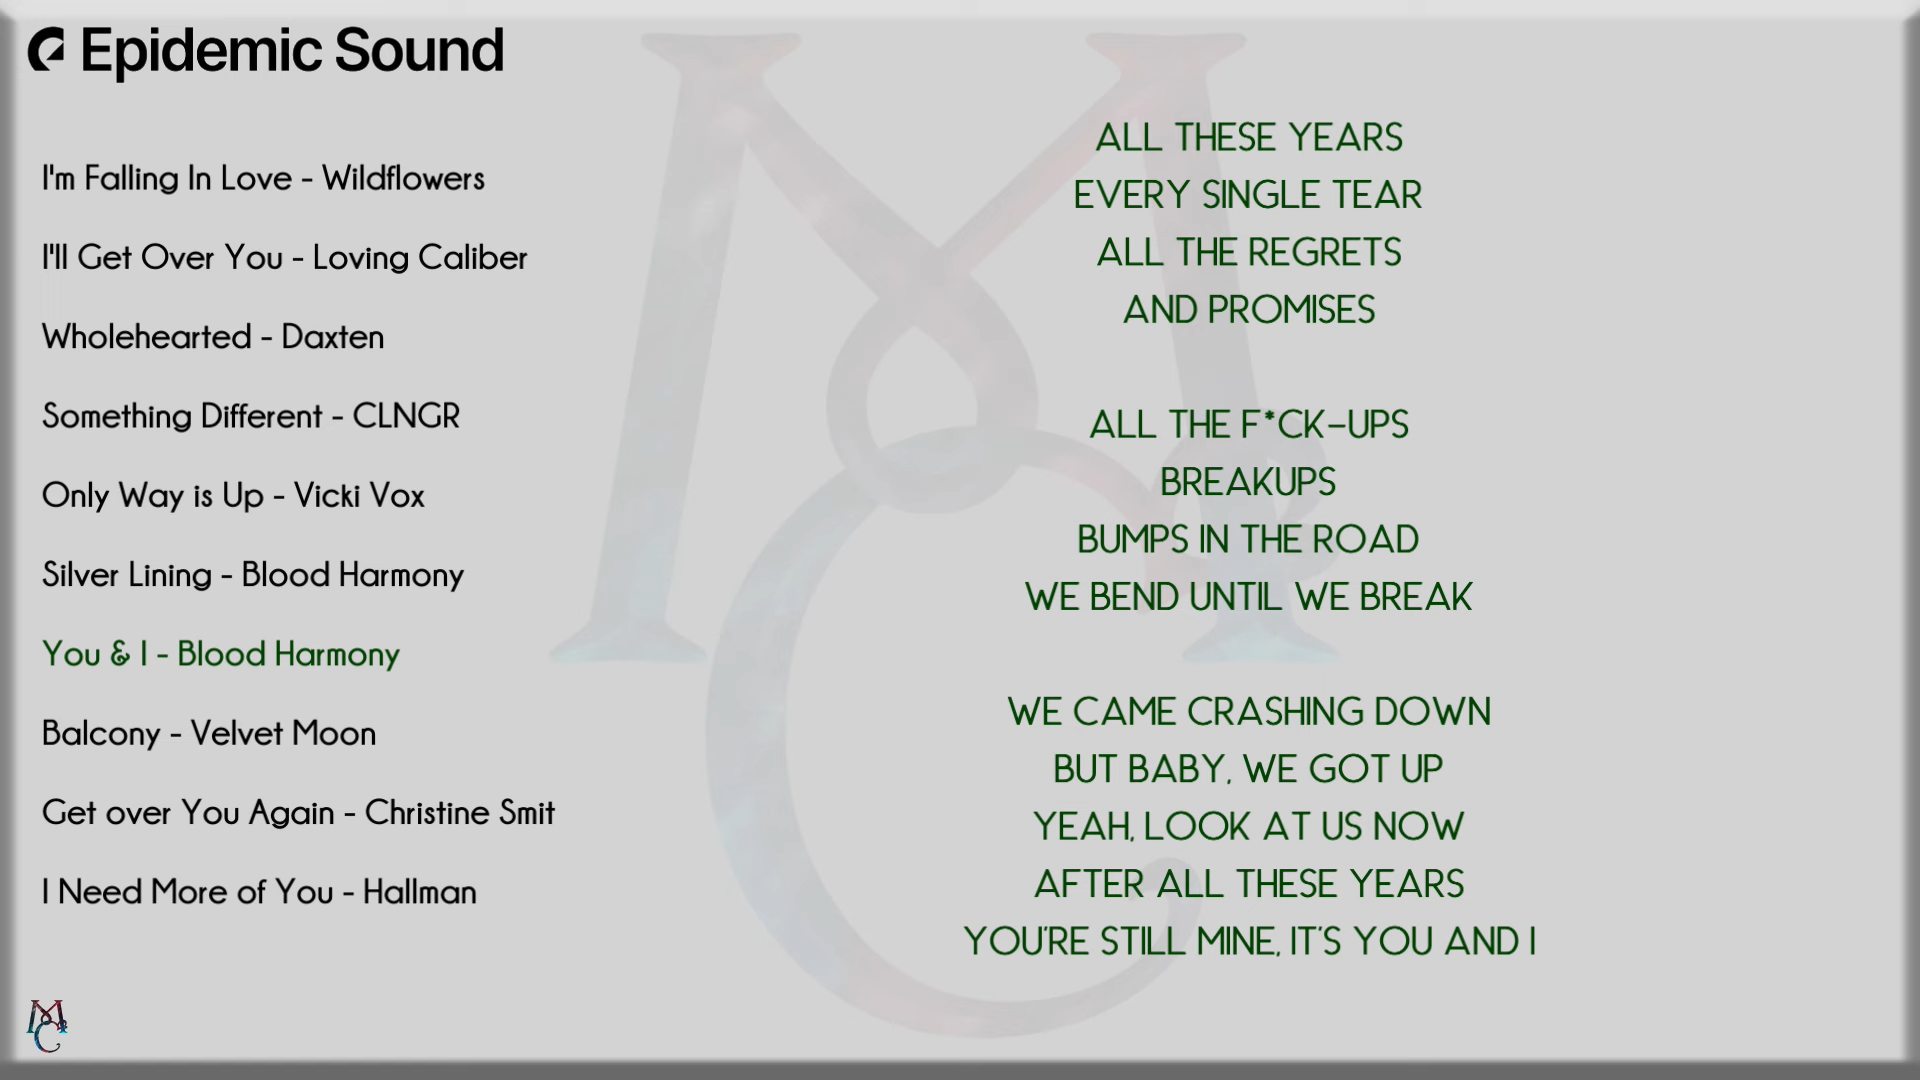 Epidemic Sound
I'm Falling In Love - Wildflowers
I'll Get Over You - Loving Caliber
Wholehearted - Daxten
Something Different - CLNGR
Only Way is Up - Vicki Vox
Silver Lining - Blood Harmony
You & I - Blood Harmony
Balcony - Velvet Moon
Get over You Again - Christine Smit
I Need More of You - Hallman
ALL THESE YEARS
EVERY SINGLE TEAR
ALL THE REGRETS
AND PROMISES
ALL THE F*CK-UPS
BREAKUPS
BUMPS IN THE ROAD
WE BEND UNTIL WE BREAK
WE CAME CRASHING DOWN
BUT BABY, WE GOT UP
YEAH, LOOK AT US NOW
AFTER ALL THESE YEARS
YOU'RE STILL MINE, IT'S YOU AND I